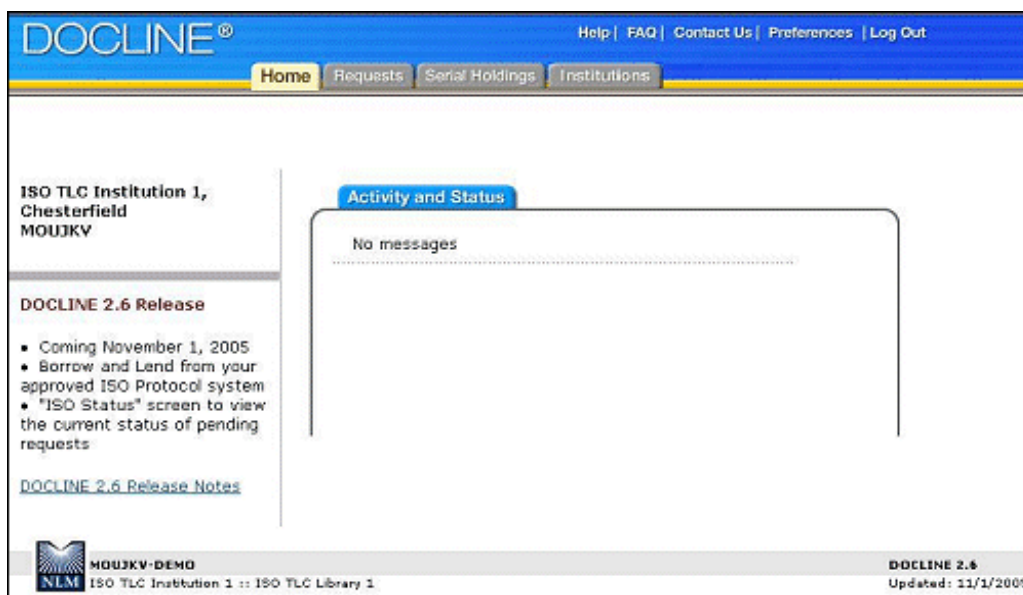 DOCLINE®
Help | FAQ | Contact Us | Preferences | Log Out
Home Requests Serial Holdings Institutions
ISO TLC Institution 1,
Chesterfield
MOUJKV
Activity and Status
No messages
DOCLINE 2.6 Release
• Coming November 1, 2005
• Borrow and Lend from your
approved ISO Protocol system
• "ISO Status" screen to view
the current status of pending
requests
DOCLINE 2.6 Release Notes
NLM
MOUJKV-DEMO
ISO TLC Institution 1 :: ISO TLC Library 1
DOCLINE 2.6
Updated: 11/1/2005